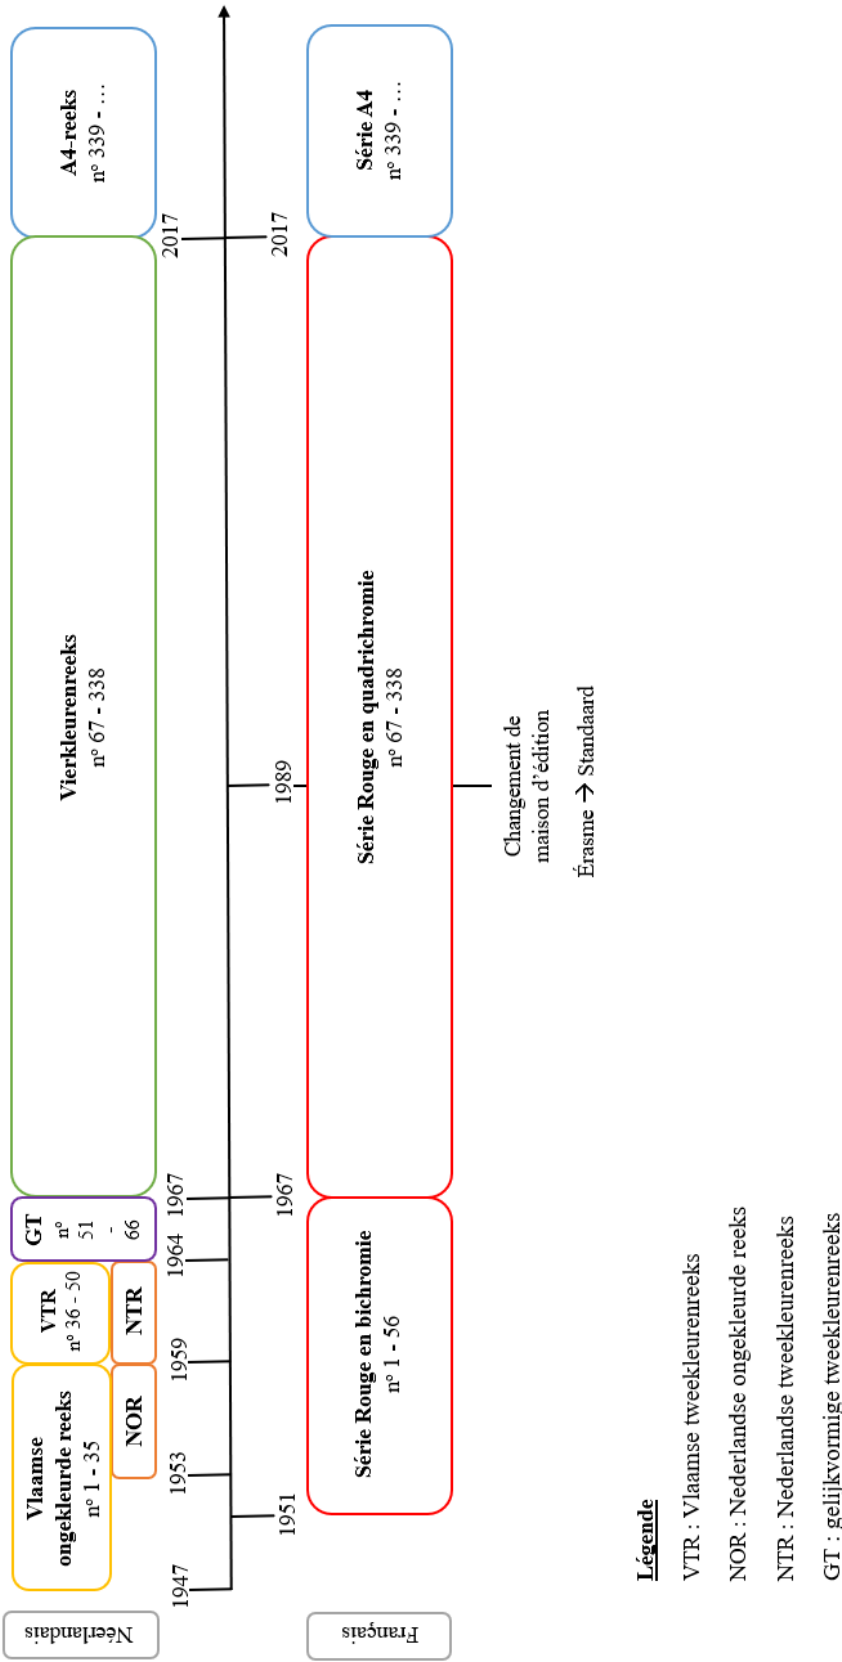 Néerlandais
Vlaamse
ongekleurde reeks
nº 1 - 35
VTR
nº 36 - 50
NOR
NTR
GT
nº
51
-
66
Vierkleurenreeks
nº 67 - 338
A4-reeks
nº 339 - …
1947
1953
1959
1964
1967
2017
1951
1967
1989
2017
Français
Série Rouge en bichromie
nº 1 - 56
Série Rouge en quadrichromie
nº 67 - 338
Série A4
nº 339 - …
Changement de
maison d’édition
Érasme → Standaard
Légende
VTR : Vlaamse tweekleurenreeks
NOR : Nederlandse ongekleurde reeks
NTR : Nederlandse tweekleurenreeks
GT : gelijkvormige tweekleurenreeks